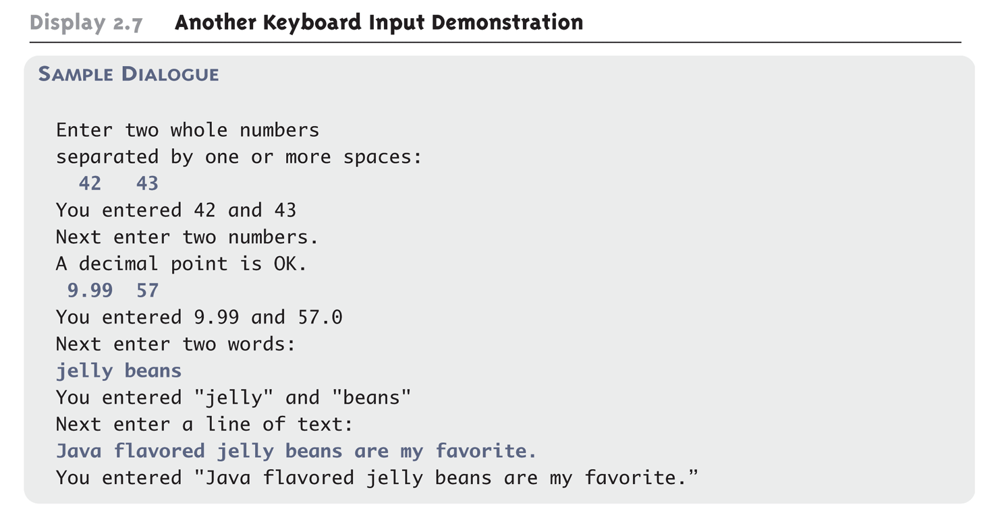 Display 2.7 Another Keyboard Input Demonstration
SAMPLE DIALOGUE
Enter two whole numbers
separated by one or more spaces:
42 43
You entered 42 and 43
Next enter two numbers.
A decimal point is OK.
9.99 57
You entered 9.99 and 57.0
Next enter two words:
jelly beans
You entered "jelly" and "beans"
Next enter a line of text:
Java flavored jelly beans are my favorite.
You entered "Java flavored jelly beans are my favorite.”